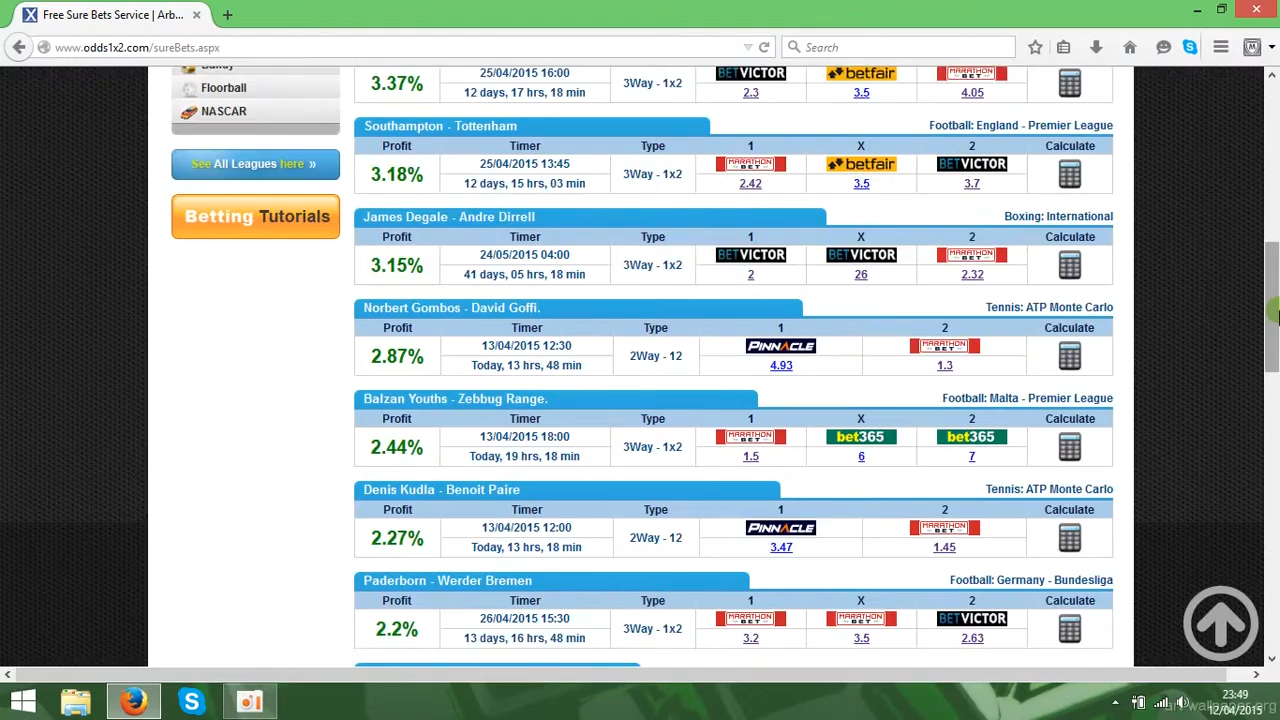 Free Sure Bets Service | Arb...
www.odds1x2.com/sureBets.aspx
Search
Floorball
NASCAR
See All Leagues here »
Betting Tutorials
3.37%
25/04/2015 16:00
12 days, 17 hrs, 18 min
3Way - 1x2
BETVICTOR
2.3
betfair
3.5
MARATHON BET
4.05
Southampton - Tottenham
Football: England - Premier League
Profit Timer Type 1 X 2 Calculate
3.18%
25/04/2015 13:45
12 days, 15 hrs, 03 min
3Way - 1x2
MARATHON BET
2.42
betfair
3.5
BETVICTOR
3.7
James Degale - Andre Dirrell
Boxing: International
Profit Timer Type 1 X 2 Calculate
3.15%
24/05/2015 04:00
41 days, 05 hrs, 18 min
3Way - 1x2
BETVICTOR
2
BETVICTOR
26
MARATHON BET
2.32
Norbert Gombos - David Goffi.
Tennis: ATP Monte Carlo
Profit Timer Type 1 2 Calculate
2.87%
13/04/2015 12:30
Today, 13 hrs, 48 min
2Way - 12
PINNACLE
4.93
MARATHON BET
1.3
Balzan Youths - Zebbug Range.
Football: Malta - Premier League
Profit Timer Type 1 X 2 Calculate
2.44%
13/04/2015 18:00
Today, 19 hrs, 18 min
3Way - 1x2
MARATHON BET
1.5
bet365
6
bet365
7
Denis Kudla - Benoit Paire
Tennis: ATP Monte Carlo
Profit Timer Type 1 2 Calculate
2.27%
13/04/2015 12:00
Today, 13 hrs, 18 min
2Way - 12
PINNACLE
3.47
MARATHON BET
1.45
Paderborn - Werder Bremen
Football: Germany - Bundesliga
Profit Timer Type 1 X 2 Calculate
2.2%
26/04/2015 15:30
13 days, 16 hrs, 48 min
3Way - 1x2
MARATHON BET
3.2
MARATHON BET
3.5
BETVICTOR
2.63
23:49
12/04/2015